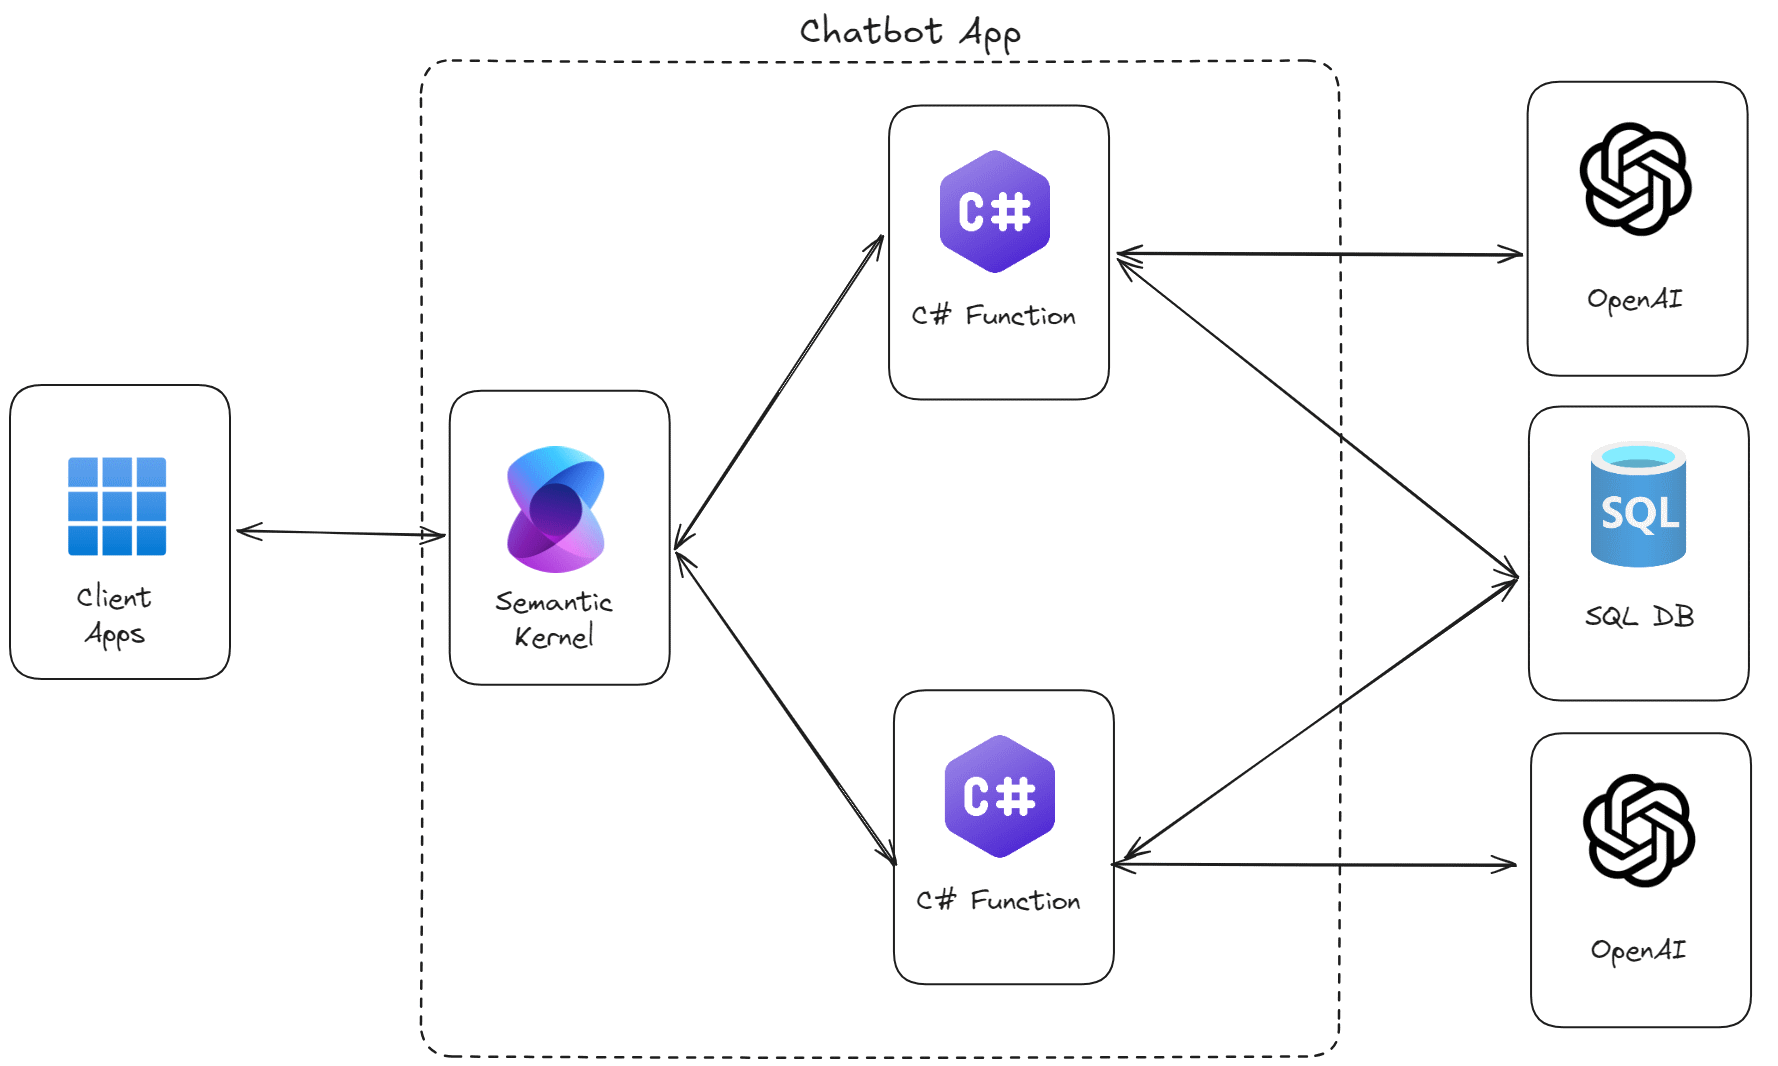 Chatbot App
C#
C# Function
OpenAI
Client
Apps
Semantic
Kernel
SQL
SQL DB
C#
C# Function
OpenAI